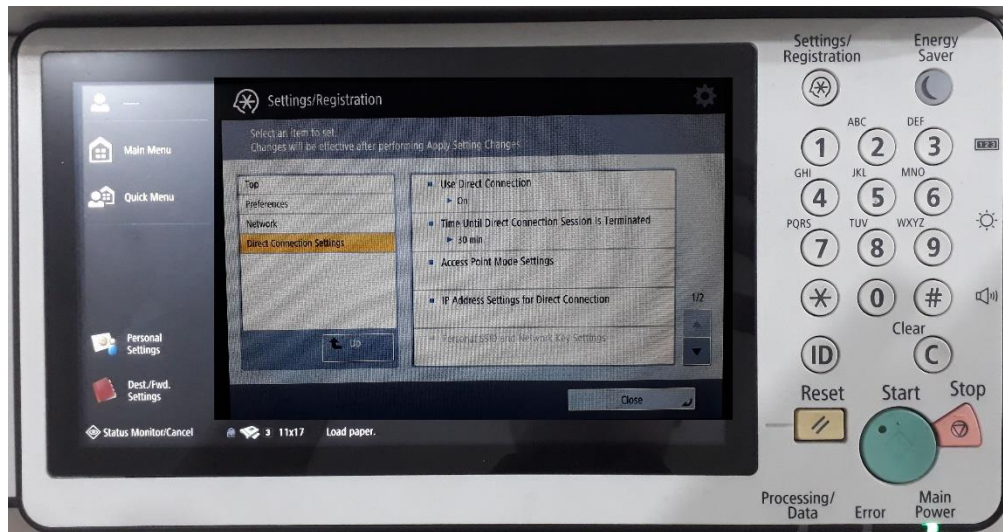 —
Main Menu
Quick Menu
Personal
Settings
Dest./Fwd.
Settings
Status Monitor/Cancel
Settings/Registration
Select an item to set.
Changes will be effective after performing Apply Setting Changes
Top
Preferences
Network
Direct Connection Settings
Up
Use Direct Connection
On
Time Until Direct Connection Session Is Terminated
30 min
Access Point Mode Settings
IP Address Settings for Direct Connection
Personal SSID and Network Key Settings
1/2
Close
3 11x17 Load paper.
Settings/
Registration
Energy
Saver
ABC DEF
1 2 3
123
GHI JKL MNO
4 5 6
PQRS TUV WXYZ
7 8 9
* 0 #
Clear
ID C
Reset Start Stop
Processing/
Data
Error
Main
Power